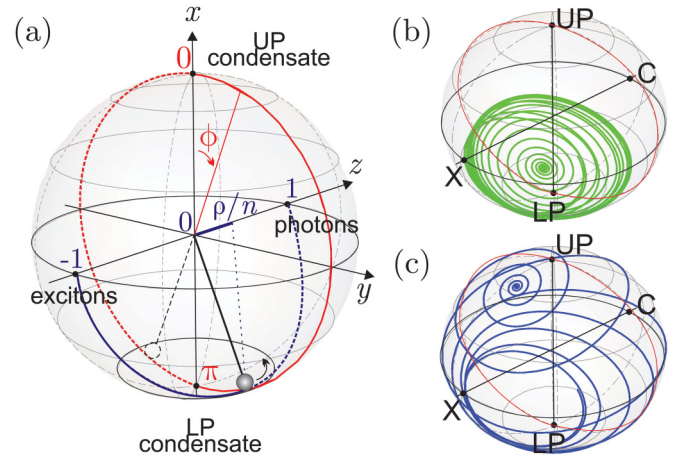 (a)
x
0
UP
condensate
ϕ
z
1
ρ/n
0
photons
-1
excitons
y
π
LP
condensate
(b)
UP
C
X
LP
(c)
UP
C
X
LP